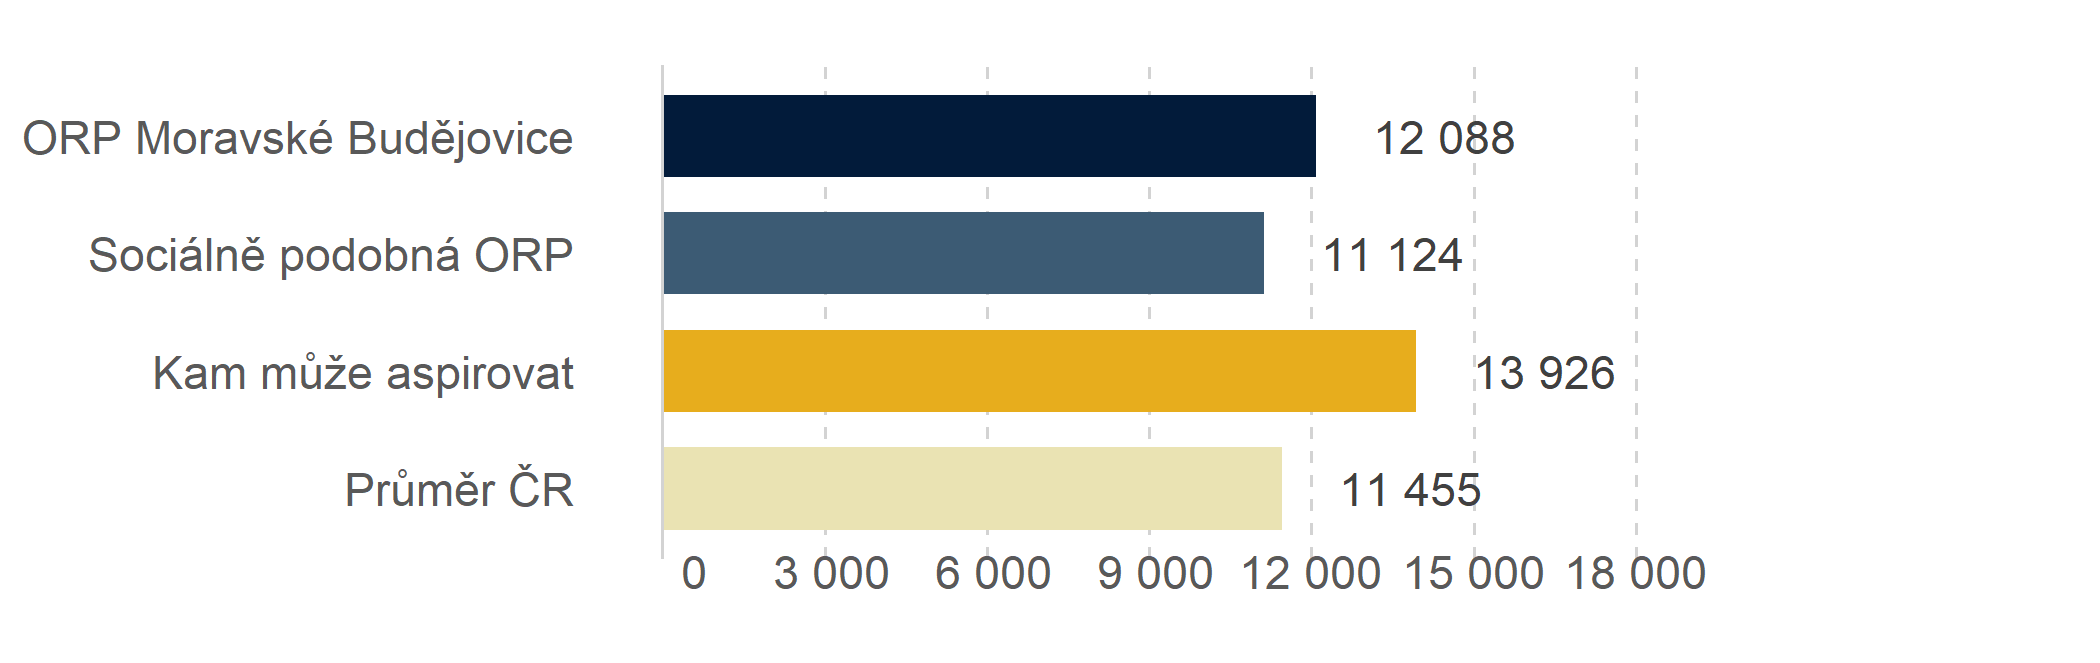 ORP Moravské Budějovice 12 088
Sociálně podobná ORP 11 124
Kam může aspirovat 13 926
Průměr ČR 11 455
0 3 000 6 000 9 000 12 000 15 000 18 000